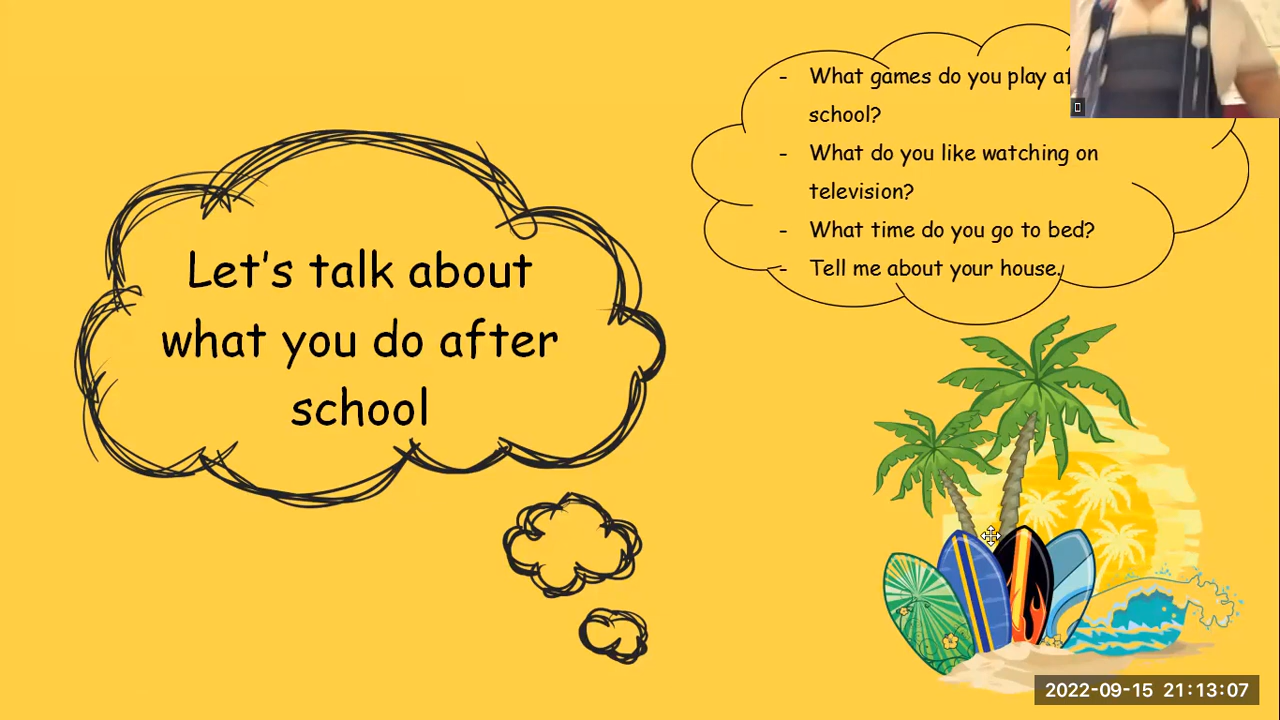 Let's talk about
what you do after
school
- What games do you play
school?
- What do you like watching on
television?
- What time do you go to bed?
- Tell me about your house.
2022-09-15 21:13:07